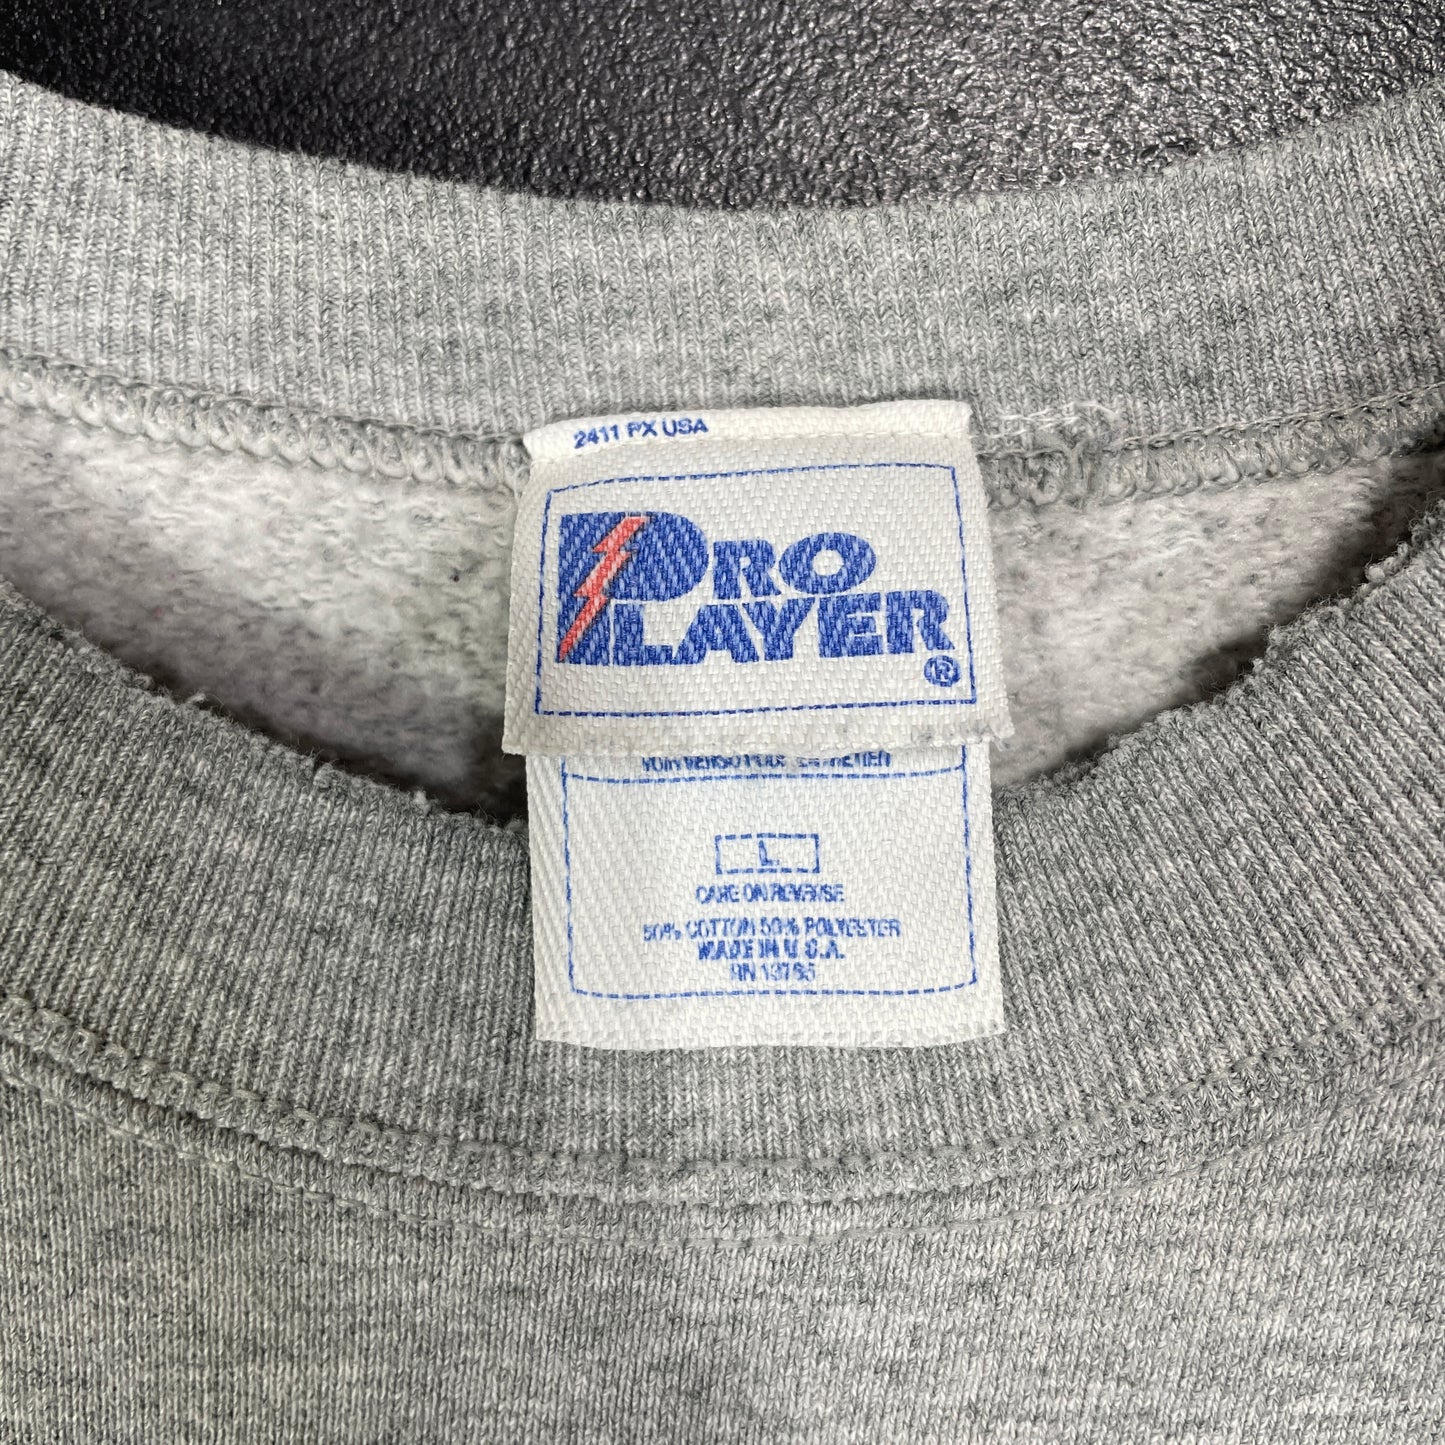 2411 PX USA
PRO
PLAYER
®
L
CARE ON REVERSE
50% COTTON 50% POLYESTER
MADE IN U.S.A.
RN 13765